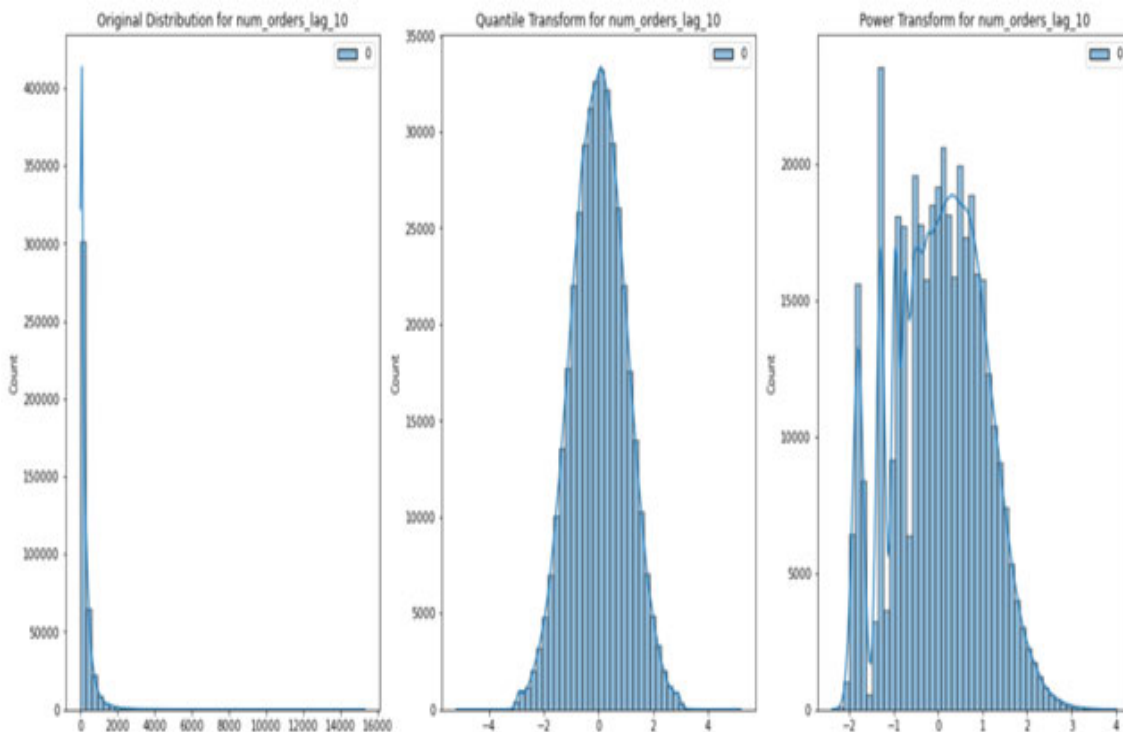 Original Distribution for num_orders_lag_10
0
400000
350000
300000
250000
200000
150000
100000
50000
0
Count
0 2000 4000 6000 8000 10000 12000 14000 16000
Quantile Transform for num_orders_lag_10
0
35000
30000
25000
20000
15000
10000
5000
0
Count
−4 −2 0 2 4
Power Transform for num_orders_lag_10
0
20000
15000
10000
5000
0
Count
−2 −1 0 1 2 3 4